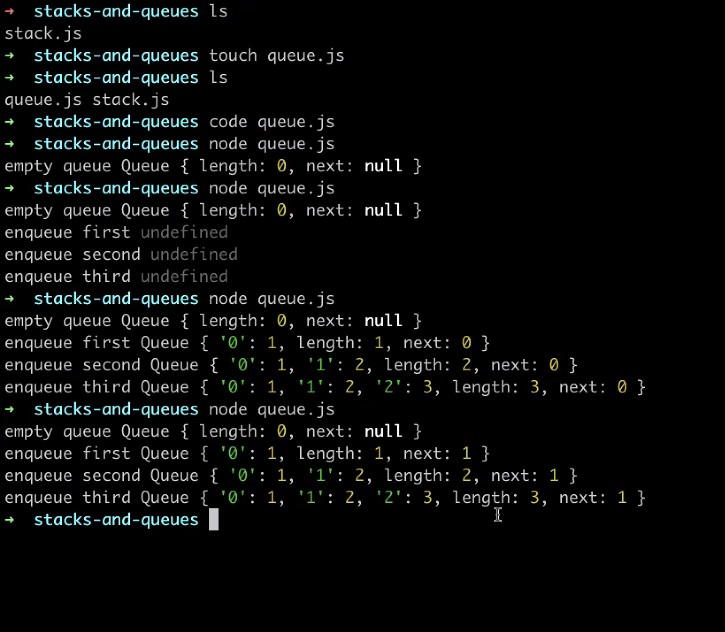 → stacks-and-queues ls
stack.js
→ stacks-and-queues touch queue.js
→ stacks-and-queues ls
queue.js stack.js
→ stacks-and-queues code queue.js
→ stacks-and-queues node queue.js
empty queue Queue { length: 0, next: null }
→ stacks-and-queues node queue.js
empty queue Queue { length: 0, next: null }
enqueue first undefined
enqueue second undefined
enqueue third undefined
→ stacks-and-queues node queue.js
empty queue Queue { length: 0, next: null }
enqueue first Queue { '0': 1, length: 1, next: 0 }
enqueue second Queue { '0': 1, '1': 2, length: 2, next: 0 }
enqueue third Queue { '0': 1, '1': 2, '2': 3, length: 3, next: 0 }
→ stacks-and-queues node queue.js
empty queue Queue { length: 0, next: null }
enqueue first Queue { '0': 1, length: 1, next: 1 }
enqueue second Queue { '0': 1, '1': 2, length: 2, next: 1 }
enqueue third Queue { '0': 1, '1': 2, '2': 3, length: 3, next: 1 }
→ stacks-and-queues